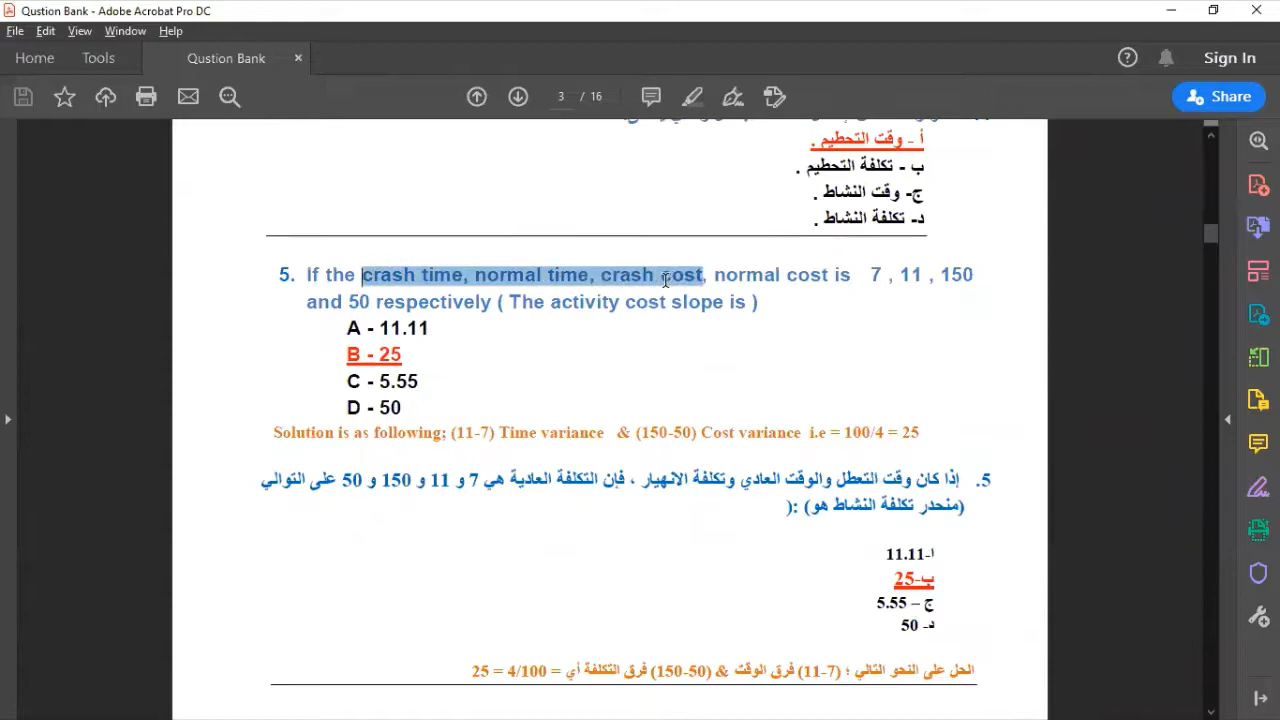 Qustion Bank - Adobe Acrobat Pro DC
File Edit View Window Help
Home Tools Qustion Bank × Sign In
3 / 16 Share
أ - وقت التحطيم .
ب - تكلفة التحطيم .
ج- وقت النشاط .
د- تكلفة النشاط .
5. If the crash time, normal time, crash cost, normal cost is 7 , 11 , 150
and 50 respectively ( The activity cost slope is )
A - 11.11
B - 25
C - 5.55
D - 50
Solution is as following; (11-7) Time variance & (150-50) Cost variance i.e = 100/4 = 25
5. إذا كان وقت التعطل والوقت العادي وتكلفة الانهيار ، فإن التكلفة العادية هي 7 و 11 و 150 و 50 على التوالي
(منحدر تكلفة النشاط هو) :(
ا-11.11
ب-25
ج – 5.55
د- 50
الحل على النحو التالي ؛ (11-7) فرق الوقت & (150-50) فرق التكلفة أي = 4/100 = 25